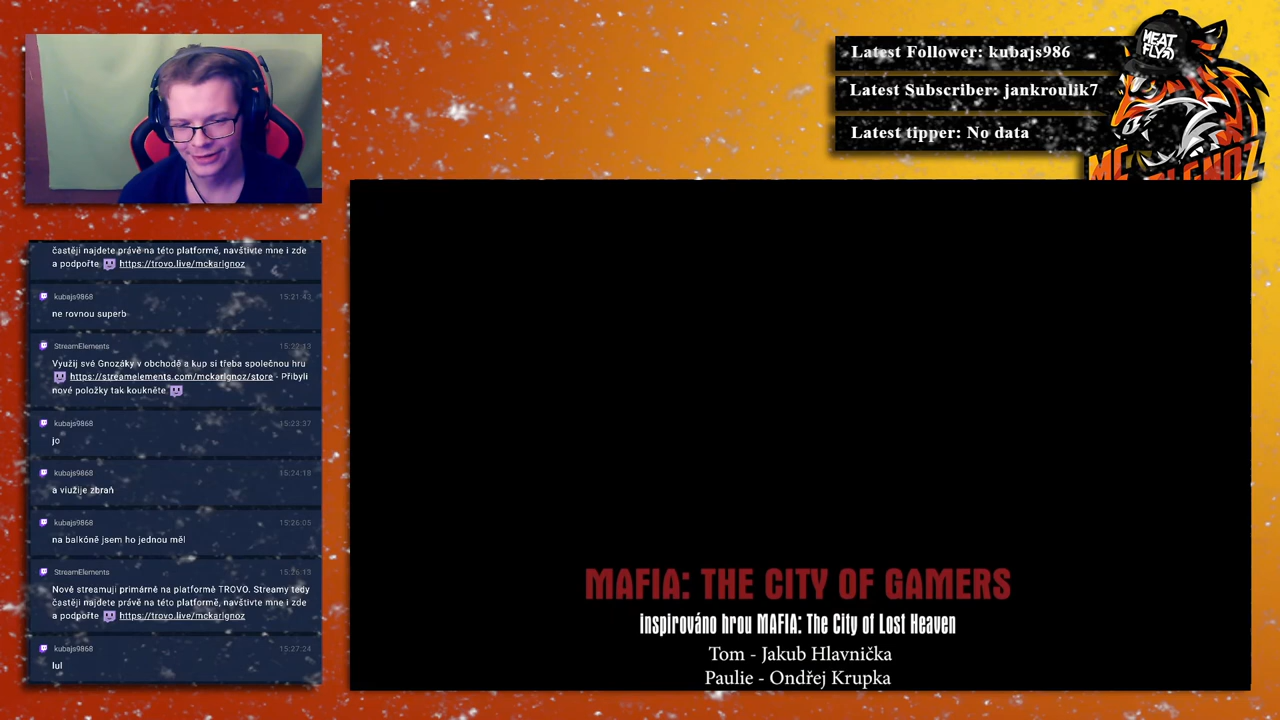 Latest Follower: kubajs986
Latest Subscriber: jankroulik7
Latest tipper: No data
MEAT
FLY
častěji najdete právě na této platformě, navštivte mne i zde
a podpořte https://trovo.live/mckarlgnoz
kubajs9868 15:21:43
ne rovnou superb
StreamElements 15:22:13
Využij své Gnozáky v obchodě a kup si třeba společnou hru
https://streamelements.com/mckarlgnoz/store - Přibyli
nové položky tak koukněte
kubajs9868 15:23:37
jo
kubajs9868 15:24:18
a viužije zbraň
kubajs9868 15:26:05
na balkóně jsem ho jednou měl
StreamElements 15:26:13
Nově streamuji primárně na platformě TROVO. Streamy tedy
častěji najdete právě na této platformě, navštivte mne i zde
a podpořte https://trovo.live/mckarlgnoz
kubajs9868 15:27:24
lul
MAFIA: THE CITY OF GAMERS
inspirováno hrou MAFIA: The City of Lost Heaven
Tom - Jakub Hlavnička
Paulie - Ondřej Krupka